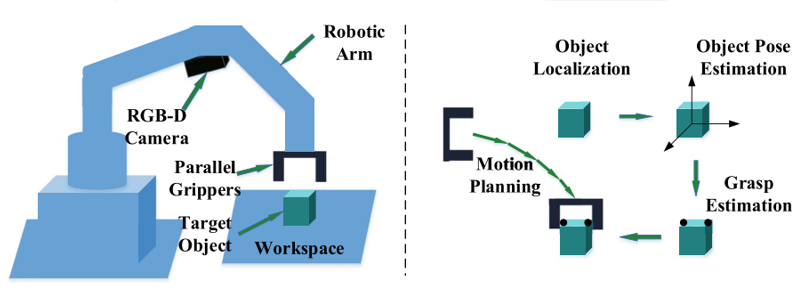 Robotic
Arm
RGB-D
Camera
Parallel
Grippers
Target
Object
Workspace
Object
Localization
Object Pose
Estimation
Motion
Planning
Grasp
Estimation